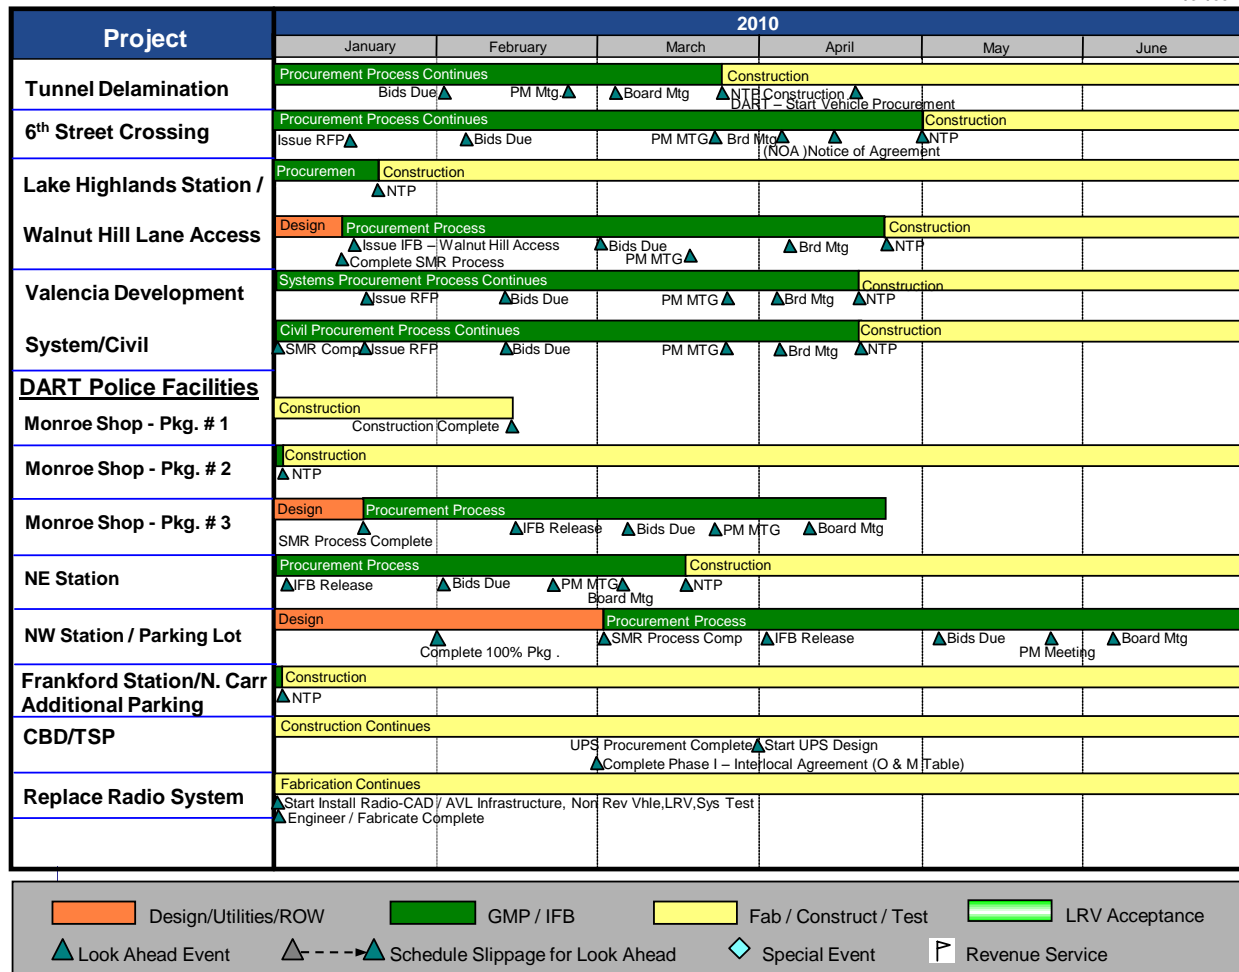 Project
2010
January February March April May June
Tunnel Delamination
Procurement Process Continues
Construction
Bids Due
PM Mtg.
Board Mtg
NTP Construction
DART – Start Vehicle Procurement
6th Street Crossing
Procurement Process Continues
Construction
Issue RFP
Bids Due
PM MTG
Brd Mtg
NTP
(NOA )Notice of Agreement
Lake Highlands Station /
Procuremen
Construction
NTP
Walnut Hill Lane Access
Design
Procurement Process
Construction
Issue IFB – Walnut Hill Access
Bids Due
Brd Mtg
NTP
Complete SMR Process
PM MTG
Valencia Development
Systems Procurement Process Continues
Construction
Issue RFP
Bids Due
PM MTG
Brd Mtg
NTP
System/Civil
Civil Procurement Process Continues
Construction
SMR Comp
Issue RFP
Bids Due
PM MTG
Brd Mtg
NTP
DART Police Facilities
Monroe Shop - Pkg. # 1
Construction
Construction Complete
Monroe Shop - Pkg. # 2
Construction
NTP
Monroe Shop - Pkg. # 3
Design
Procurement Process
SMR Process Complete
IFB Release
Bids Due
PM MTG
Board Mtg
NE Station
Procurement Process
Construction
IFB Release
Bids Due
PM MTG
NTP
Board Mtg
NW Station / Parking Lot
Design
Procurement Process
Complete 100% Pkg .
SMR Process Comp
IFB Release
Bids Due
PM Meeting
Board Mtg
Frankford Station/N. Carr
Additional Parking
Construction
NTP
CBD/TSP
Construction Continues
UPS Procurement Complete
Start UPS Design
Complete Phase I – Interlocal Agreement (O & M Table)
Replace Radio System
Fabrication Continues
Start Install Radio-CAD / AVL Infrastructure, Non Rev Vhle,LRV,Sys Test
Engineer / Fabricate Complete
Design/Utilities/ROW
GMP / IFB
Fab / Construct / Test
LRV Acceptance
Look Ahead Event
Schedule Slippage for Look Ahead
Special Event
Revenue Service